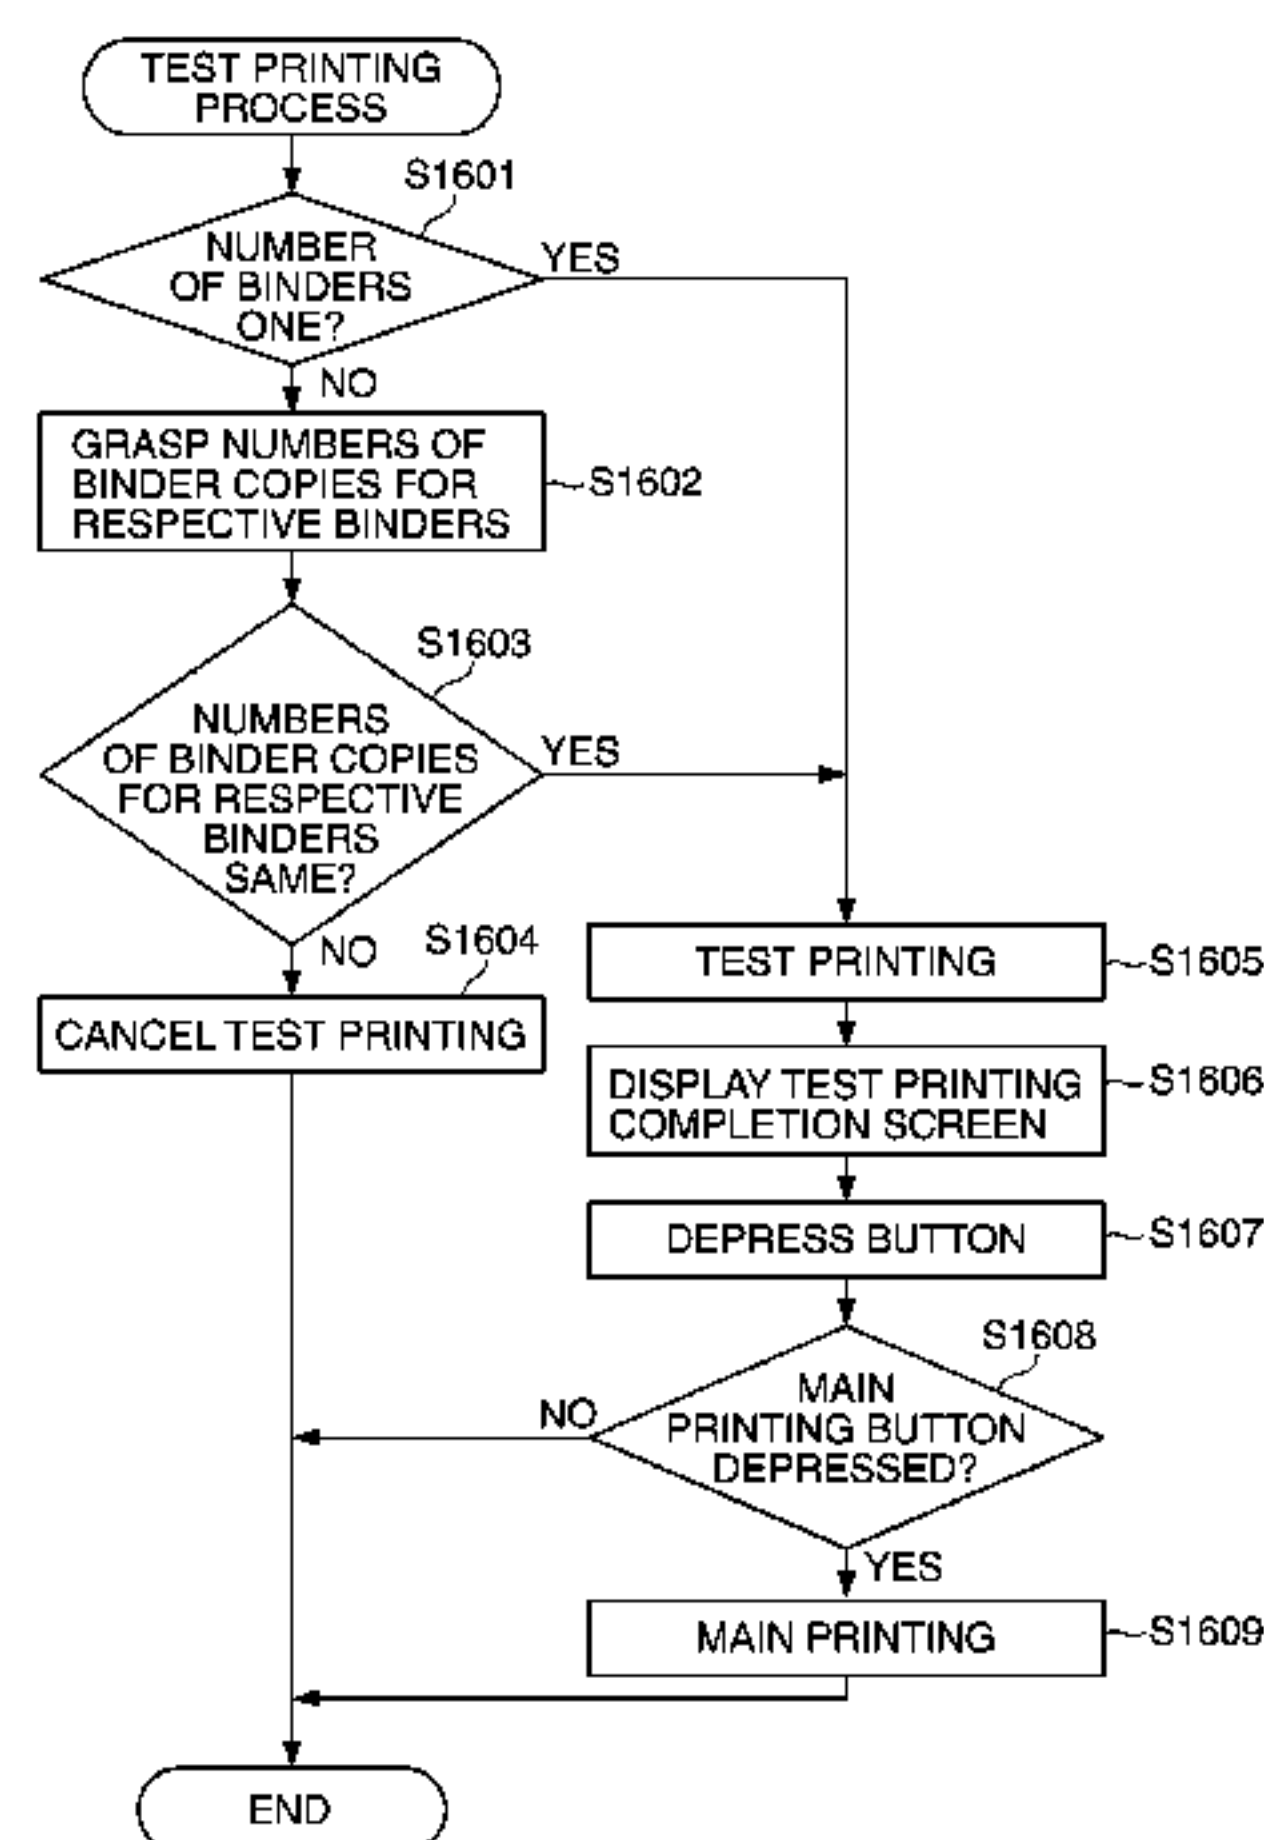 TEST PRINTING
PROCESS
S1601
NUMBER
OF BINDERS
ONE?
YES
NO
GRASP NUMBERS OF
BINDER COPIES FOR
RESPECTIVE BINDERS
S1602
S1603
NUMBERS
OF BINDER COPIES
FOR RESPECTIVE
BINDERS
SAME?
YES
NO
S1604
CANCEL TEST PRINTING
TEST PRINTING
S1605
DISPLAY TEST PRINTING
COMPLETION SCREEN
S1606
DEPRESS BUTTON
S1607
S1608
MAIN
PRINTING BUTTON
DEPRESSED?
NO
YES
MAIN PRINTING
S1609
END